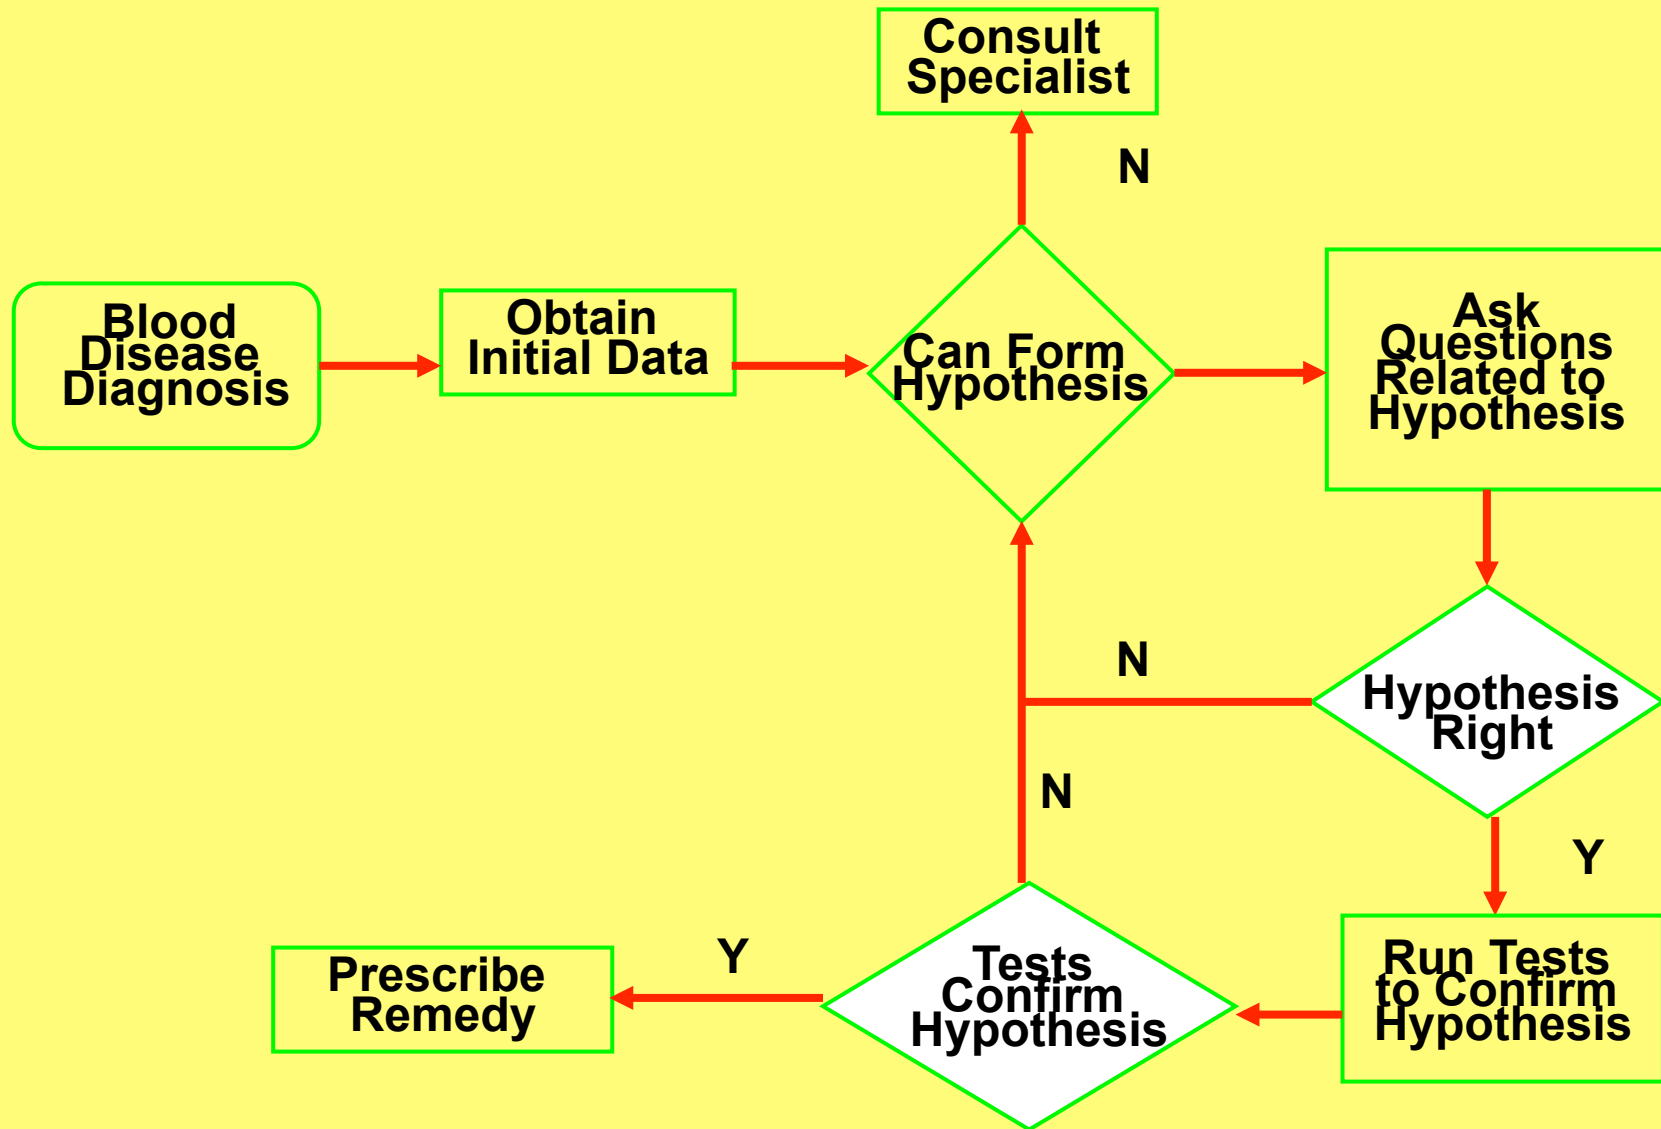 Consult
Specialist
N
Blood
Disease
Diagnosis
Obtain
Initial Data
Can Form
Hypothesis
Ask
Questions
Related to
Hypothesis
N
Hypothesis
Right
N
Y
Prescribe
Remedy
Y
Tests
Confirm
Hypothesis
Run Tests
to Confirm
Hypothesis